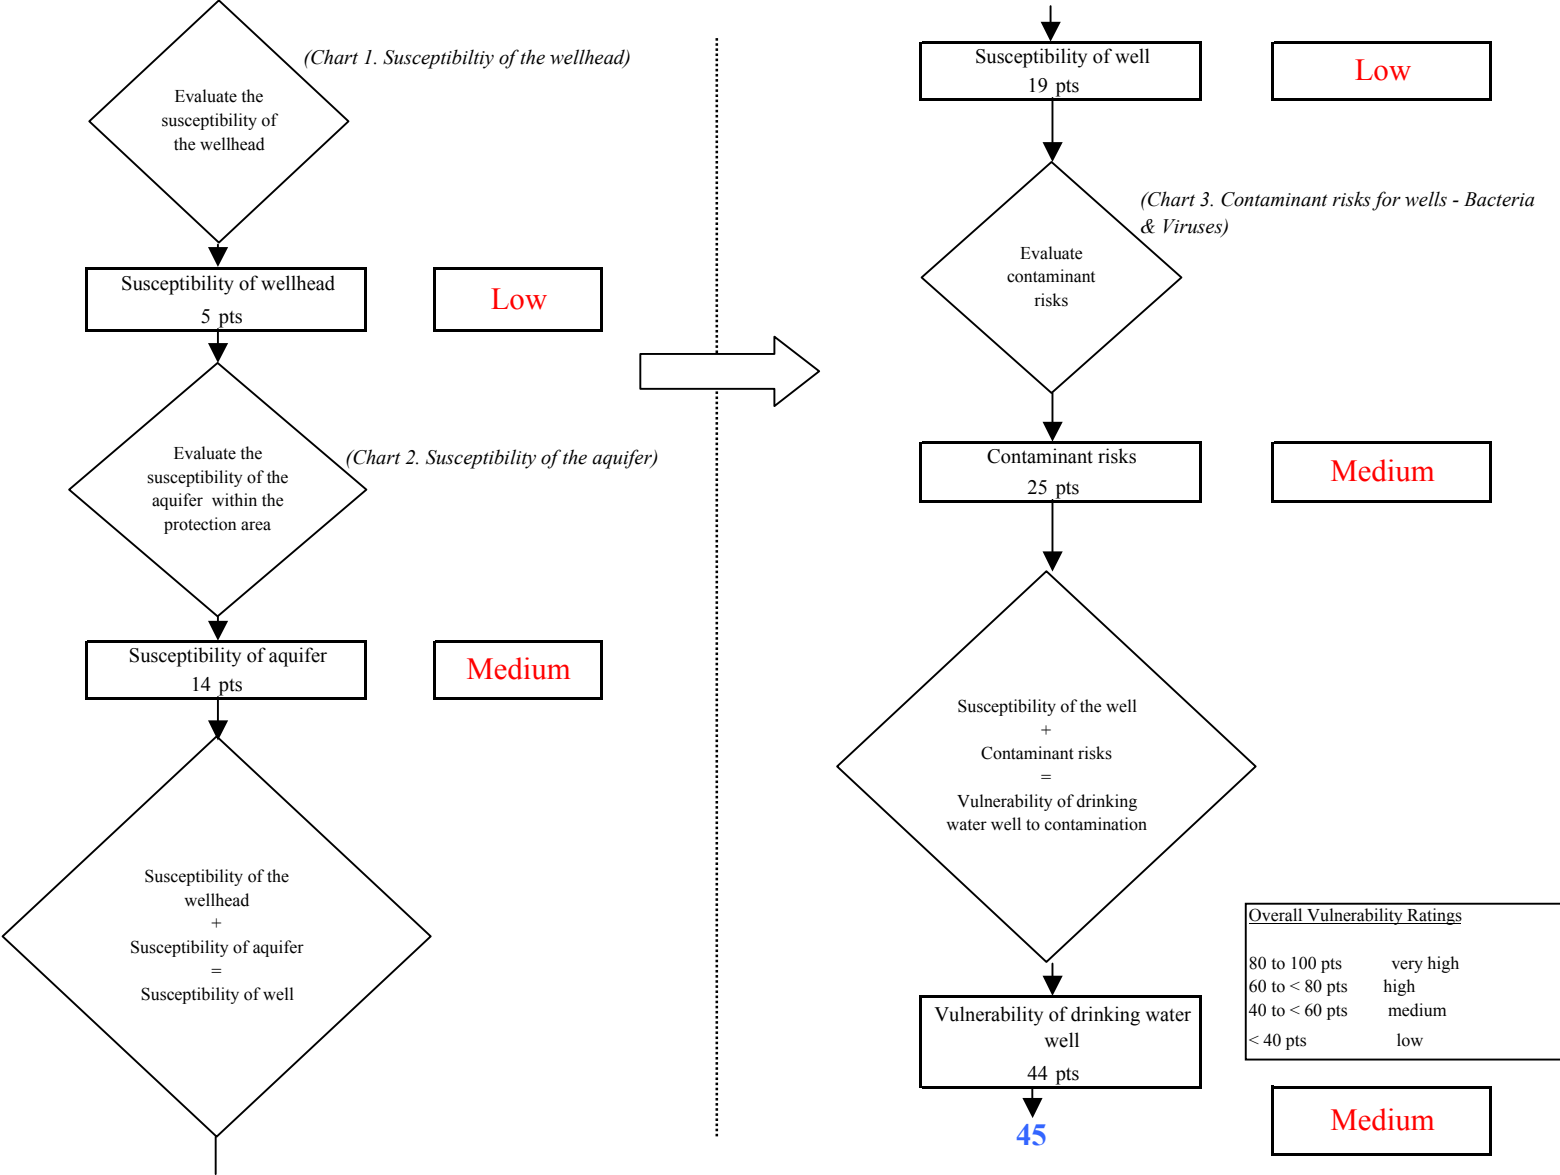 (Chart 1. Susceptibiltiy of the wellhead)
Evaluate the
susceptibility of
the wellhead
Susceptibility of wellhead
5 pts
Low
(Chart 2. Susceptibility of the aquifer)
Evaluate the
susceptibility of the
aquifer within the
protection area
Susceptibility of aquifer
14 pts
Medium
Susceptibility of the
wellhead
+
Susceptibility of aquifer
=
Susceptibility of well
Susceptibility of well
19 pts
Low
(Chart 3. Contaminant risks for wells - Bacteria
& Viruses)
Evaluate
contaminant
risks
Contaminant risks
25 pts
Medium
Susceptibility of the well
+
Contaminant risks
=
Vulnerability of drinking
water well to contamination
Overall Vulnerability Ratings
80 to 100 pts very high
60 to < 80 pts high
40 to < 60 pts medium
< 40 pts low
Vulnerability of drinking water
well
44 pts
Medium
45